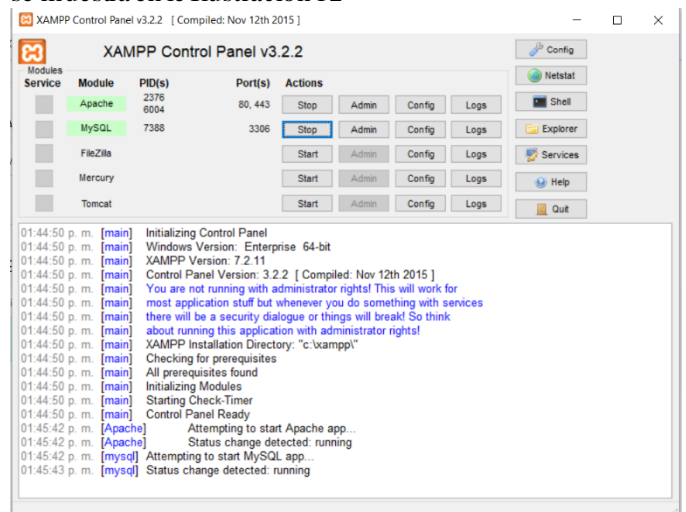 XAMPP Control Panel v3.2.2 [ Compiled: Nov 12th 2015 ]
XAMPP Control Panel v3.2.2
Config
Modules
Service Module PID(s) Port(s) Actions
Netstat
Apache 2376 6004 80, 443 Stop Admin Config Logs
Shell
MySQL 7388 3306 Stop Admin Config Logs
Explorer
FileZilla Start Admin Config Logs
Services
Mercury Start Admin Config Logs
Help
Tomcat Start Admin Config Logs
Quit
01:44:50 p. m. [main] Initializing Control Panel
01:44:50 p. m. [main] Windows Version: Enterprise 64-bit
01:44:50 p. m. [main] XAMPP Version: 7.2.11
01:44:50 p. m. [main] Control Panel Version: 3.2.2 [ Compiled: Nov 12th 2015 ]
01:44:50 p. m. [main] You are not running with administrator rights! This will work for
01:44:50 p. m. [main] most application stuff but whenever you do something with services
01:44:50 p. m. [main] there will be a security dialogue or things will break! So think
01:44:50 p. m. [main] about running this application with administrator rights!
01:44:50 p. m. [main] XAMPP Installation Directory: "c:\xampp\"
01:44:50 p. m. [main] Checking for prerequisites
01:44:50 p. m. [main] All prerequisites found
01:44:50 p. m. [main] Initializing Modules
01:44:50 p. m. [main] Starting Check-Timer
01:44:50 p. m. [main] Control Panel Ready
01:45:42 p. m. [Apache] Attempting to start Apache app...
01:45:42 p. m. [Apache] Status change detected: running
01:45:42 p. m. [mysql] Attempting to start MySQL app...
01:45:43 p. m. [mysql] Status change detected: running